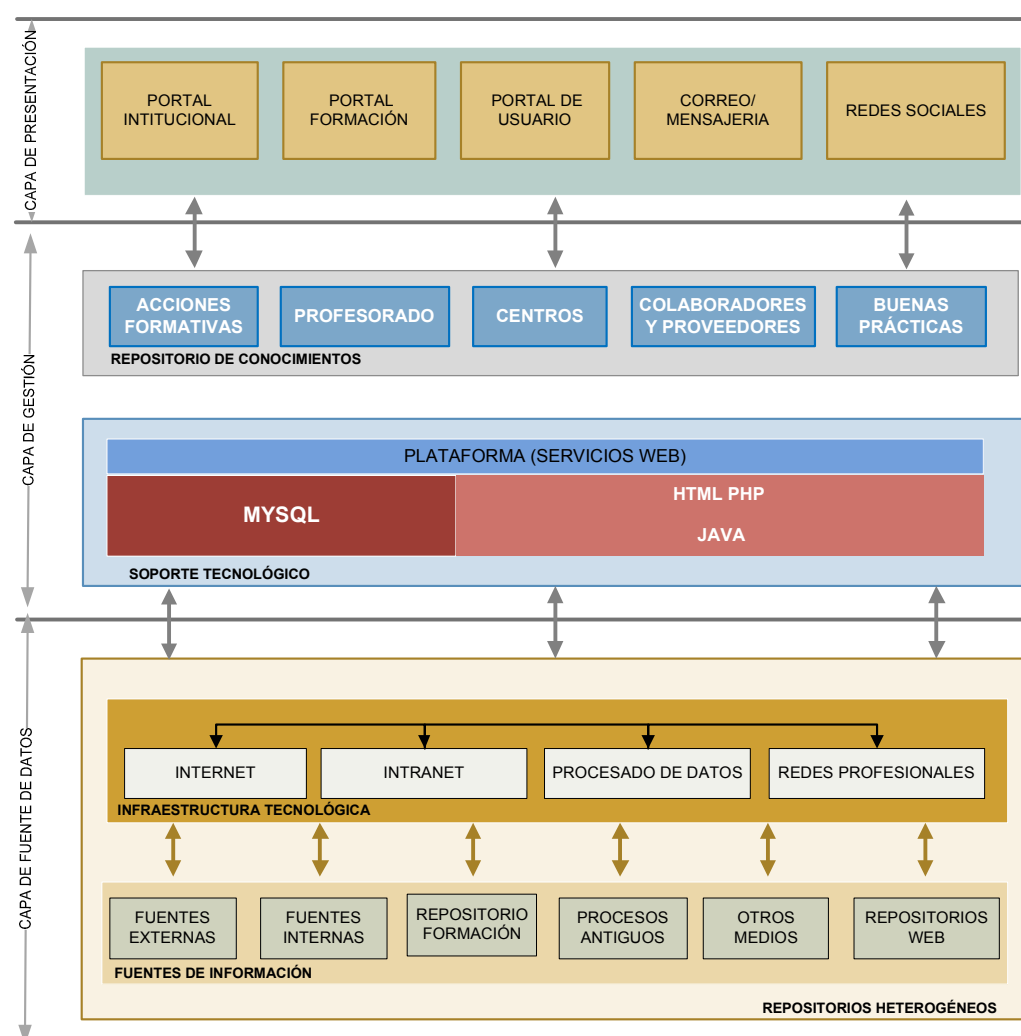 CAPA DE PRESENTACIÓN
PORTAL
INTITUCIONAL
PORTAL
FORMACIÓN
PORTAL DE
USUARIO
CORREO/
MENSAJERIA
REDES SOCIALES
CAPA DE GESTIÓN
ACCIONES
FORMATIVAS
PROFESORADO
CENTROS
COLABORADORES
Y PROVEEDORES
BUENAS
PRÁCTICAS
REPOSITORIO DE CONOCIMIENTOS
PLATAFORMA (SERVICIOS WEB)
MYSQL
HTML PHP
JAVA
SOPORTE TECNOLÓGICO
CAPA DE FUENTE DE DATOS
INTERNET
INTRANET
PROCESADO DE DATOS
REDES PROFESIONALES
INFRAESTRUCTURA TECNOLÓGICA
FUENTES
EXTERNAS
FUENTES
INTERNAS
REPOSITORIO
FORMACIÓN
PROCESOS
ANTIGUOS
OTROS
MEDIOS
REPOSITORIOS
WEB
FUENTES DE INFORMACIÓN
REPOSITORIOS HETEROGÉNEOS